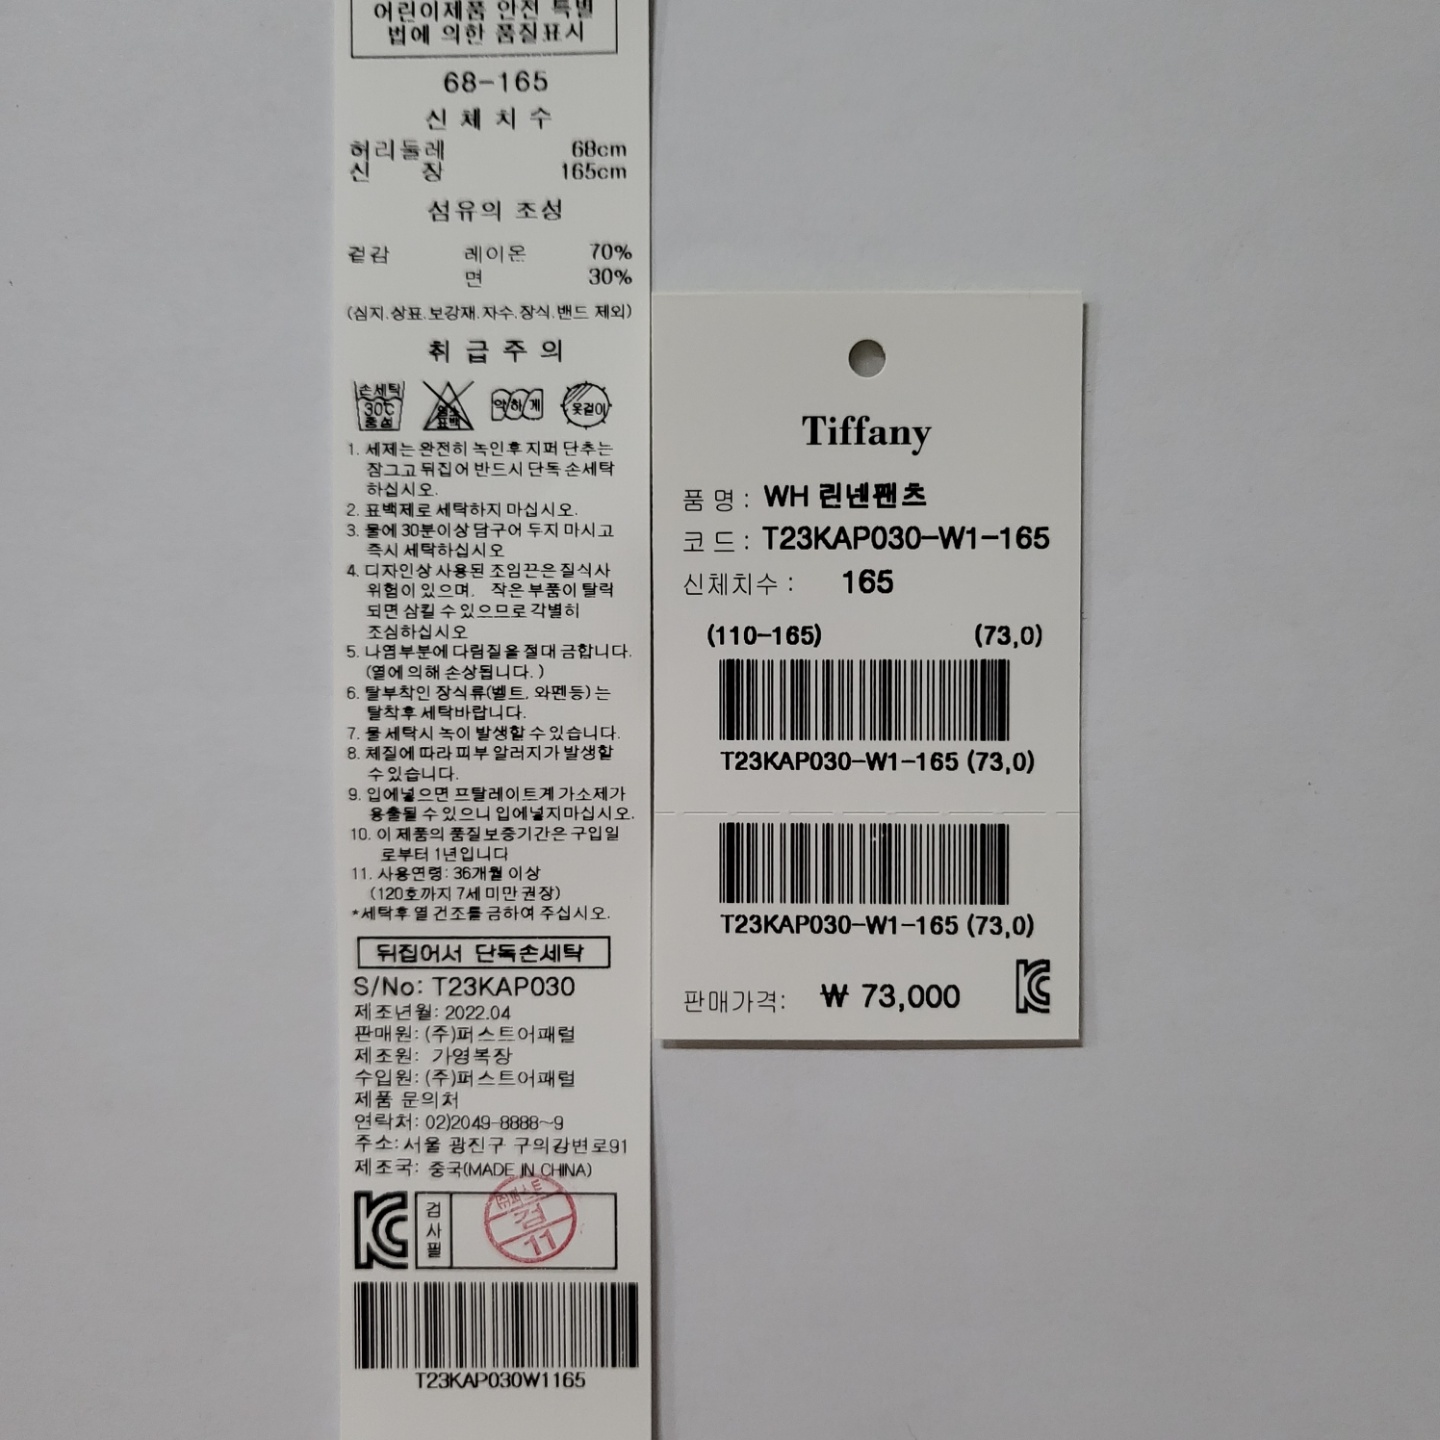 어린이제품 안전 특별
법에 의한 품질표시
68-165
신 체 치 수
허리둘레 68cm
신 장 165cm
섬유의 조성
겉감 레이온 70%
면 30%
(심지.상표.보강재.자수.장식.밴드 제외)
취 급 주 의
손세탁 30℃ 중성
염소 표백
약하게
옷걸이
1. 세제는 완전히 녹인후 지퍼 단추는
잠그고 뒤집어 반드시 단독 손세탁
하십시오.
2. 표백제로 세탁하지 마십시오.
3. 물에 30분이상 담구어 두지 마시고
즉시 세탁하십시오
4. 디자인상 사용된 조임끈은 질식사
위험이 있으며, 작은 부품이 탈락
되면 삼킬 수 있으므로 각별히
조심하십시오
5. 나염부분에 다림질을 절대 금합니다.
(열에 의해 손상됩니다. )
6. 탈부착인 장식류(벨트, 와펜등) 는
탈착후 세탁바랍니다.
7. 물 세탁시 녹이 발생할 수 있습니다.
8. 체질에 따라 피부 알러지가 발생할
수 있습니다.
9. 입에넣으면 프탈레이트계 가소제가
용출될 수 있으니 입에넣지마십시오.
10. 이 제품의 품질보증기간은 구입일
로부터 1년입니다
11. 사용연령: 36개월 이상
(120호까지 7세 미만 권장)
*세탁후 열 건조를 금하여 주십시오.
뒤집어서 단독손세탁
S/No: T23KAP030
제조년월: 2022.04
판매원: (주)퍼스트어패럴
제조원: 가영복장
수입원: (주)퍼스트어패럴
제품 문의처
연락처: 02)2049-8888~9
주소: 서울 광진구 구의강변로91
제조국: 중국(MADE IN CHINA)
KC 검사필 ㈜퍼스트 검 11
T23KAP030W1165
Tiffany
품 명 : WH 린넨팬츠
코 드 : T23KAP030-W1-165
신체치수 : 165
(110-165) (73,0)
T23KAP030-W1-165 (73,0)
T23KAP030-W1-165 (73,0)
판매가격: ₩ 73,000 KC